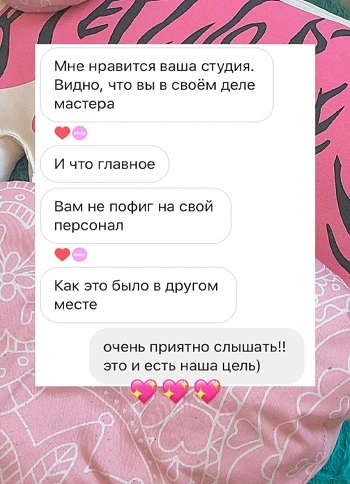 Мне нравится ваша студия.
Видно, что вы в своём деле
мастера
И что главное
Вам не пофиг на свой
персонал
Как это было в другом
месте
очень приятно слышать!!
это и есть наша цель)